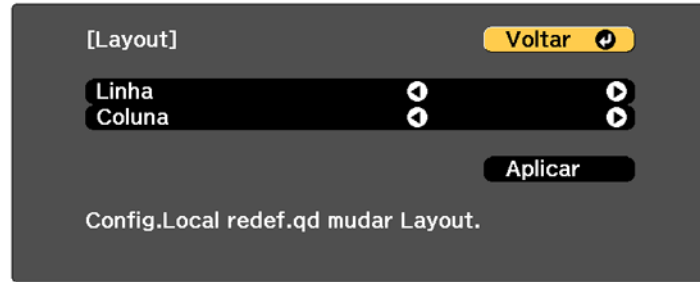 [Layout]
Voltar
Linha
Coluna
Aplicar
Config.Local redef.qd mudar Layout.